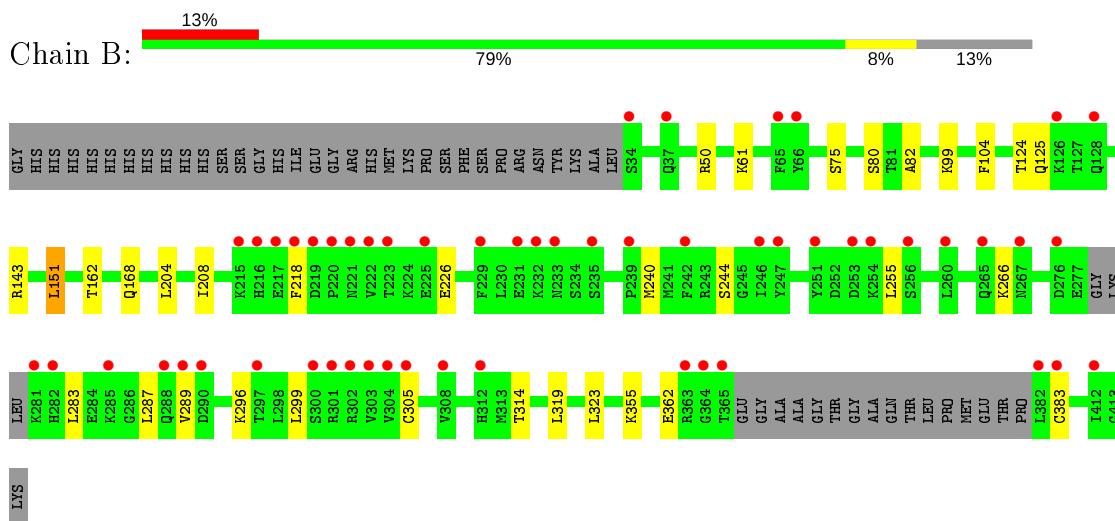 13%
Chain B:
79% 8% 13%
GLY HIS HIS HIS HIS HIS HIS HIS HIS HIS HIS SER SER GLY HIS ILE GLU GLY ARG HIS MET LYS PRO SER PHE SER PRO ARG ASN TYR LYS ALA LEU S34 Q37 R50 K61 F65 Y66 S75 S80 T81 A82 K99 F104 T124 Q125 K126 T127 Q128
R143 L151 T162 Q168 L204 I208 K215 H216 E217 F218 D219 P220 N221 V222 T223 K224 E225 E226 F229 L230 E231 K232 N233 S234 S235 P239 M240 M241 F242 R243 S244 G245 I246 Y247 Y251 D252 D253 K254 L255 S256 L260 Q265 K266 N267 D276 E277 GLY LYS
LEU K281 H282 L283 E284 K285 G286 L287 Q288 V289 D290 K296 T297 L298 L299 S300 R301 R302 V303 V304 C305 V308 H312 M313 T314 L319 L323 K355 E362 R363 G364 T365 GLU GLY ALA ALA GLY THR GLY ALA GLN THR LEU PRO MET GLU THR PRO L382 C383 I412 G413
LYS